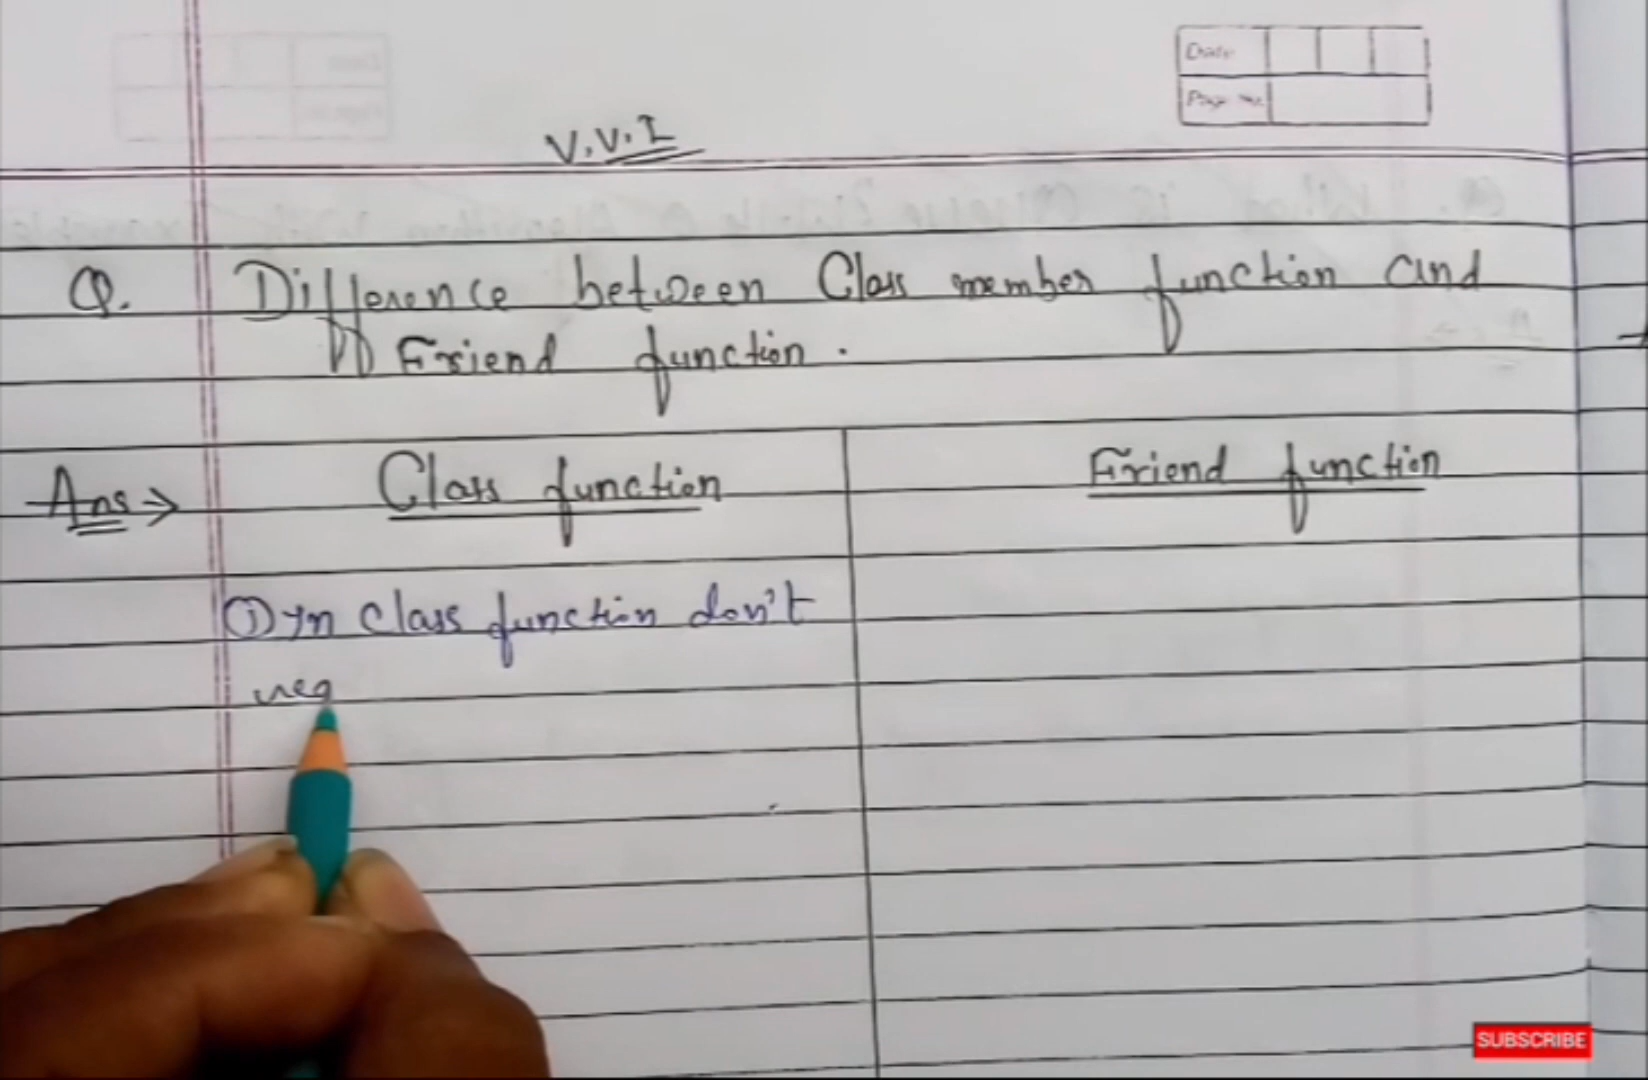 Date
Page No.
V.V.I
Q. Difference between Class member function and
Friend function.
Ans→ Class function
Friend function
① In Class function don't
SUBSCRIBE